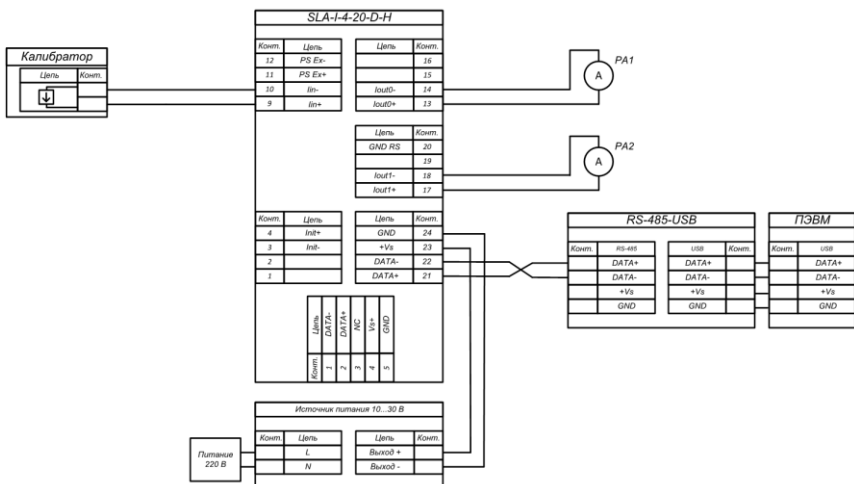 SLA-I-4-20-D-H
Конт. Цепь Цепь Конт.
12 PS Ex- 16
11 PS Ex+ 15
10 Iin- Iout0- 14
9 Iin+ Iout0+ 13
Калибратор
Цепь Конт.
A PA1
Цепь Конт.
GND RS 20
19
Iout1- 18
Iout1+ 17
A PA2
Конт. Цепь Цепь Конт.
4 Init+ GND 24
3 Init- +Vs 23
2 DATA- 22
1 DATA+ 21
RS-485-USB
Конт. RS-485 USB Конт.
DATA+ DATA+
DATA- DATA-
+Vs +Vs
GND GND
ПЭВМ
Конт. USB
DATA+
DATA-
+Vs
GND
Цепь DATA- DATA+ NC Vs+ GND
Конт. 1 2 3 4 5
Источник питания 10...30 В
Конт. Цепь Цепь Конт.
L Выход +
N Выход -
Питание
220 В